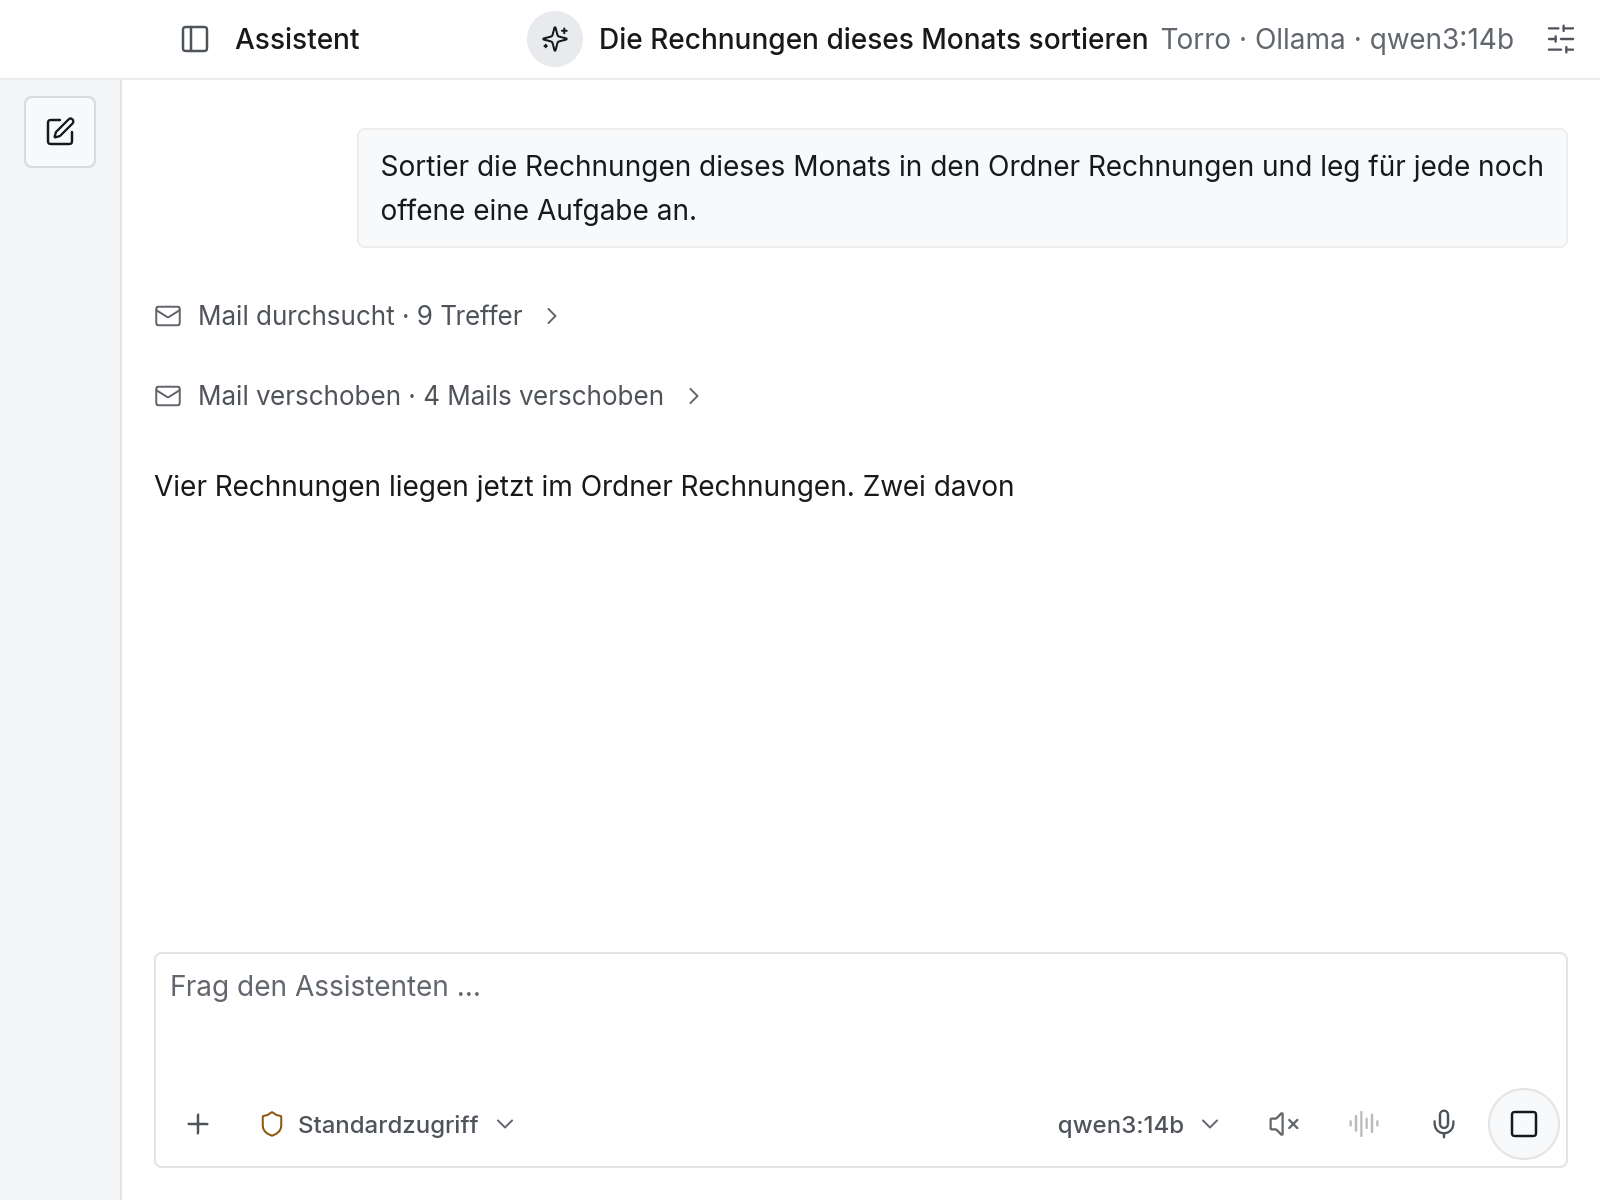 Assistent
Die Rechnungen dieses Monats sortieren Torro · Ollama · qwen3:14b
Sortier die Rechnungen dieses Monats in den Ordner Rechnungen und leg für jede noch
offene eine Aufgabe an.
Mail durchsucht · 9 Treffer
Mail verschoben · 4 Mails verschoben
Vier Rechnungen liegen jetzt im Ordner Rechnungen. Zwei davon
Frag den Assistenten ...
Standardzugriff
qwen3:14b